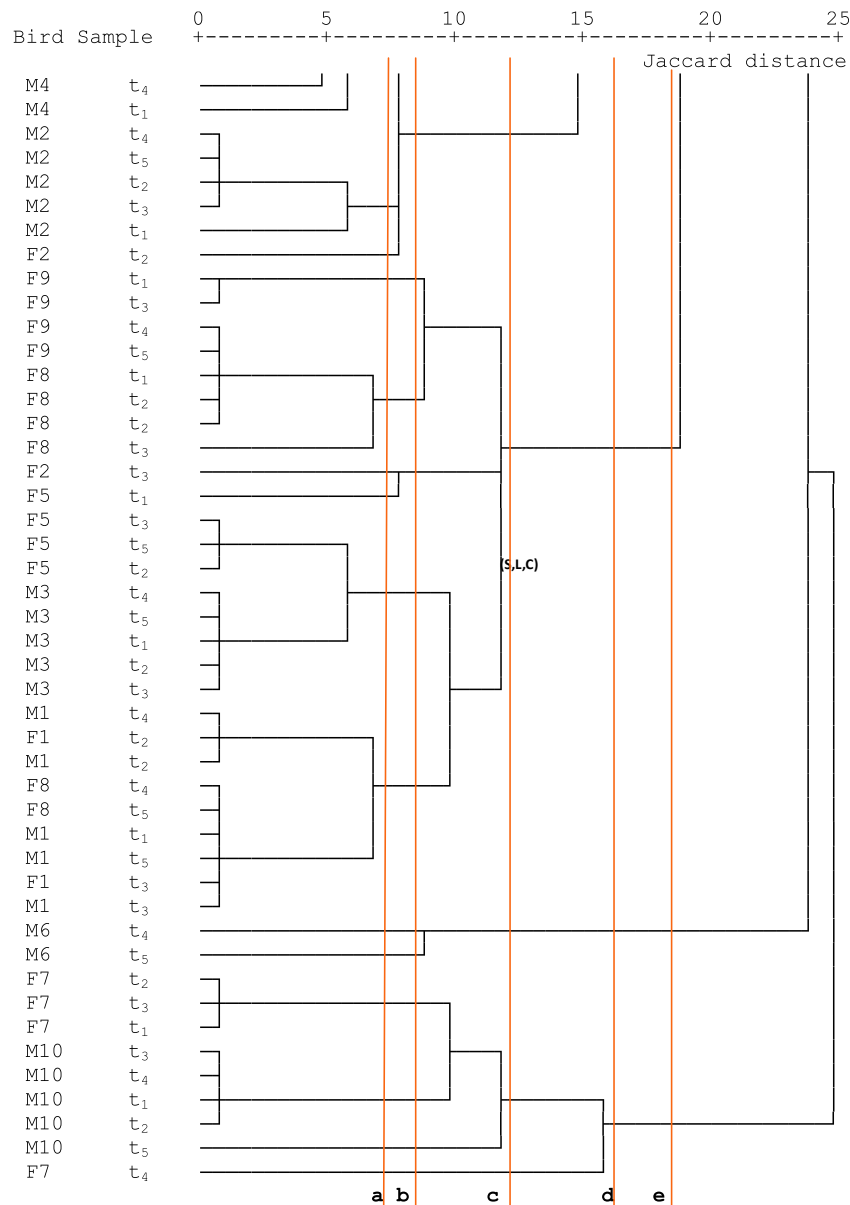 0 5 10 15 20 25
Bird Sample +---------+---------+---------+---------+---------+
Jaccard distance
M4 t₄
M4 t₁
M2 t₄
M2 t₅
M2 t₂
M2 t₃
M2 t₁
F2 t₂
F9 t₁
F9 t₃
F9 t₄
F9 t₅
F8 t₁
F8 t₂
F8 t₂
F8 t₃
F2 t₃
F5 t₁
F5 t₃
F5 t₅
F5 t₂
(S,L,C)
M3 t₄
M3 t₅
M3 t₁
M3 t₂
M3 t₃
M1 t₄
F1 t₂
M1 t₂
F8 t₄
F8 t₅
M1 t₁
M1 t₅
F1 t₃
M1 t₃
M6 t₄
M6 t₅
F7 t₂
F7 t₃
F7 t₁
M10 t₃
M10 t₄
M10 t₁
M10 t₂
M10 t₅
F7 t₄
a b c d e